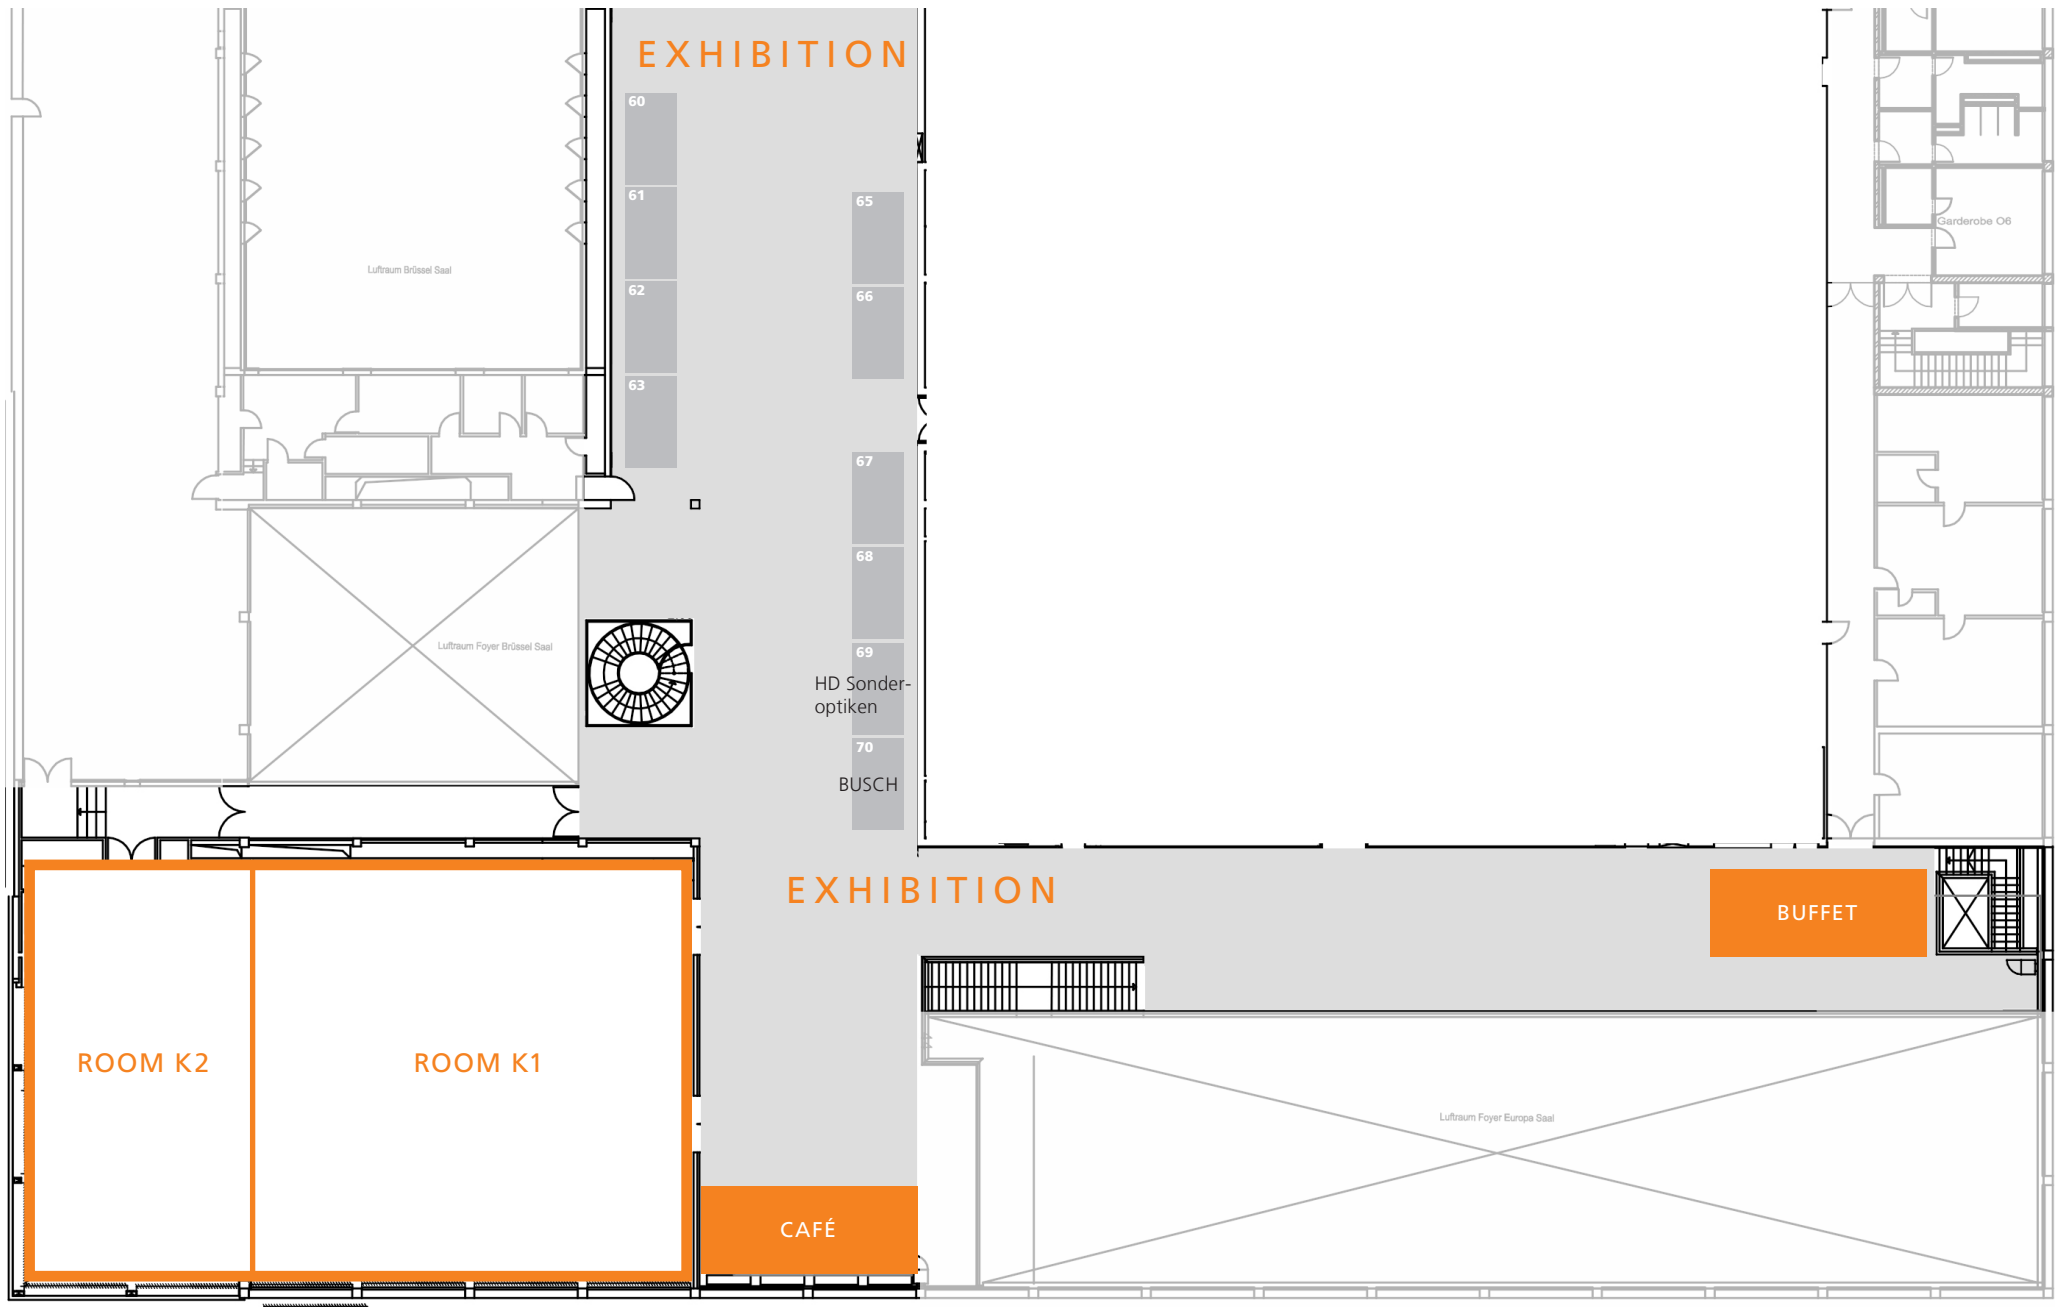 EXHIBITION
60
61
62
63
65
66
67
68
69
HD Sonder-
optiken
70
BUSCH
Garderobe O6
Luftraum Brüssel Saal
Luftraum Foyer Brüssel Saal
EXHIBITION
BUFFET
ROOM K2
ROOM K1
CAFÉ
Luftraum Foyer Europa Saal